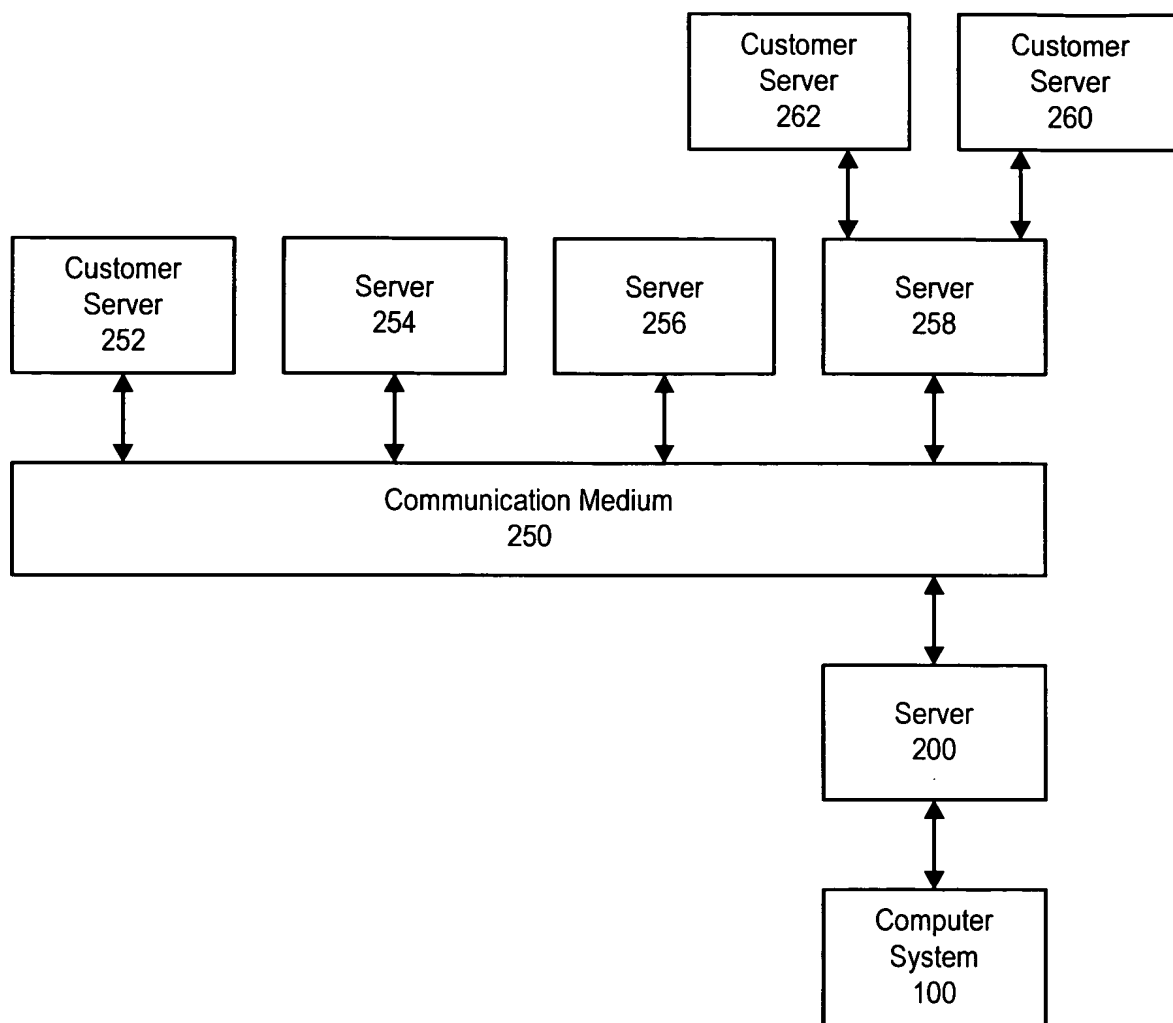 Customer
Server
262
Customer
Server
260
Customer
Server
252
Server
254
Server
256
Server
258
Communication Medium
250
Server
200
Computer
System
100